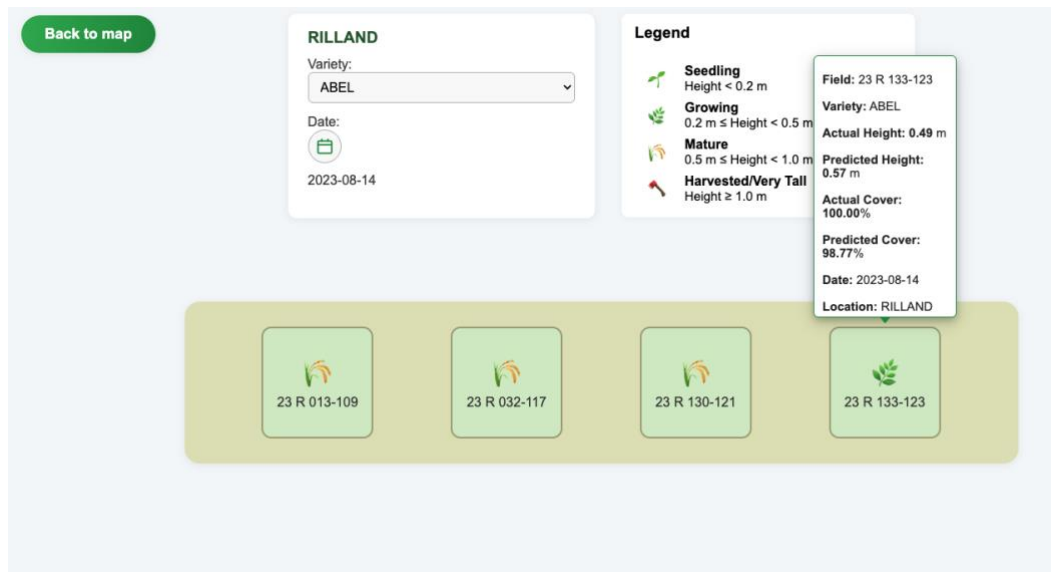 Back to map
RILLAND
Variety:
ABEL
Date:
2023-08-14
Legend
Seedling
Height < 0.2 m
Growing
0.2 m ≤ Height < 0.5 m
Mature
0.5 m ≤ Height < 1.0 m
Harvested/Very Tall
Height ≥ 1.0 m
Field: 23 R 133-123
Variety: ABEL
Actual Height: 0.49 m
Predicted Height:
0.57 m
Actual Cover:
100.00%
Predicted Cover:
98.77%
Date: 2023-08-14
Location: RILLAND
23 R 013-109
23 R 032-117
23 R 130-121
23 R 133-123